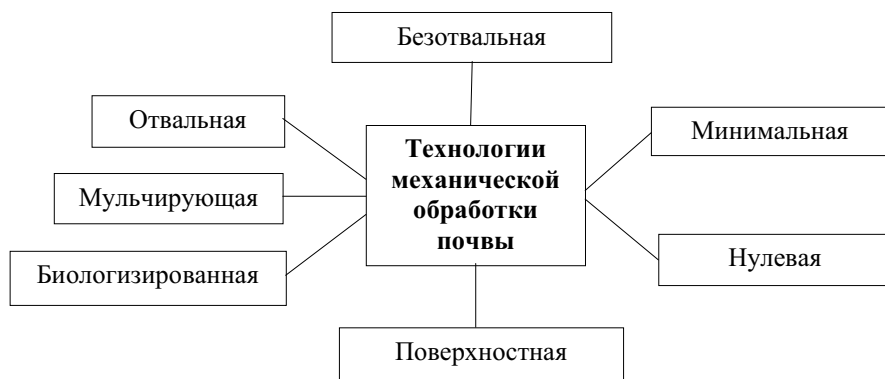 Безотвальная
Отвальная
Минимальная
Технологии
механической
обработки
почвы
Мульчирующая
Биологизированная
Нулевая
Поверхностная